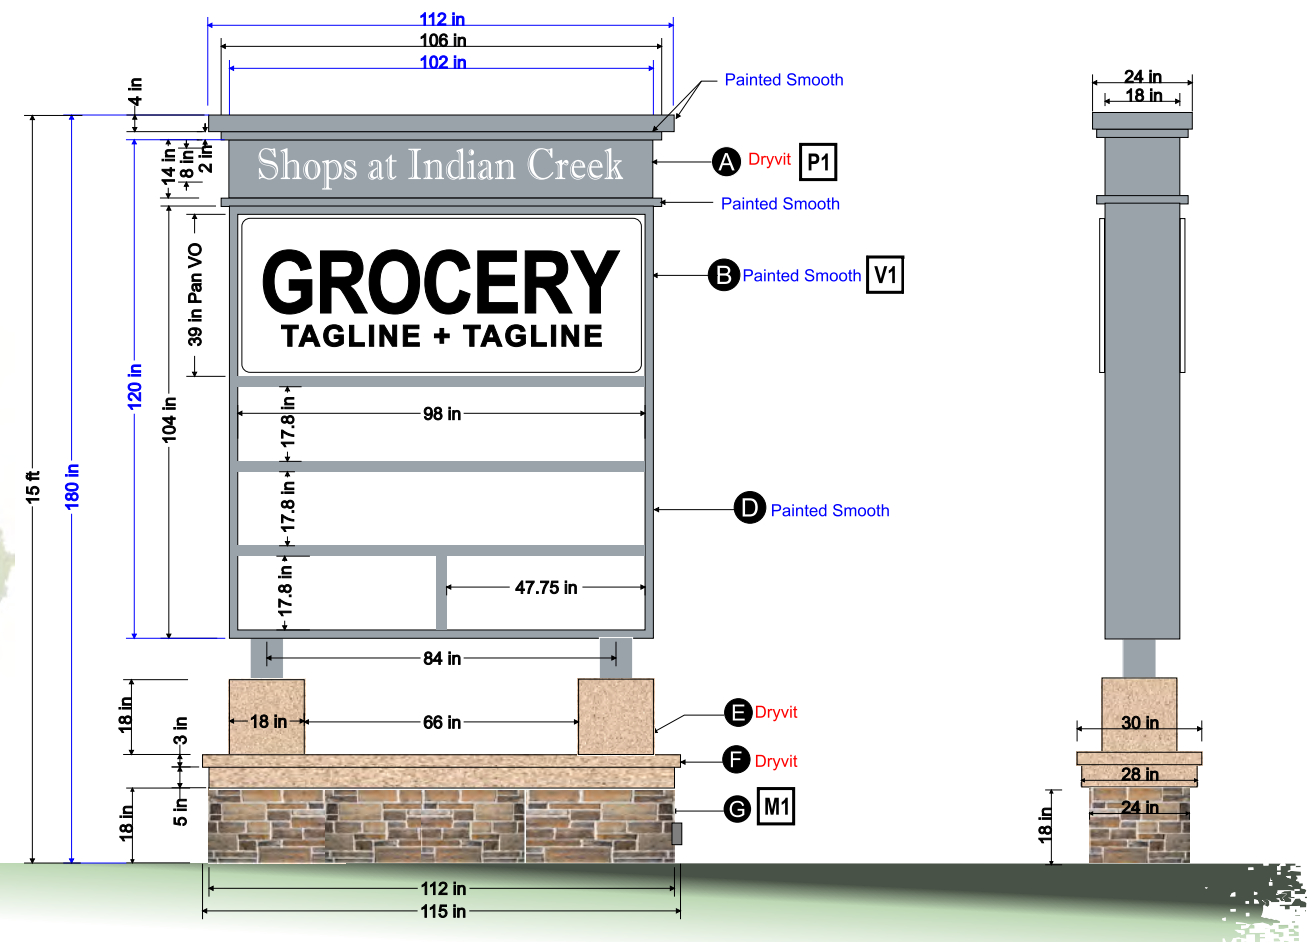 112 in
106 in
102 in
Painted Smooth
4 in
24 in
18 in
Shops at Indian Creek
14 in
8 in
2 in
A Dryvit P1
Painted Smooth
39 in Pan VO
GROCERY
TAGLINE + TAGLINE
B Painted Smooth V1
120 in
104 in
15 ft
180 in
17.8 in
98 in
17.8 in
D Painted Smooth
17.8 in
47.75 in
84 in
18 in
18 in
66 in
E Dryvit
3 in
F Dryvit
5 in
18 in
G M1
30 in
28 in
24 in
18 in
112 in
115 in